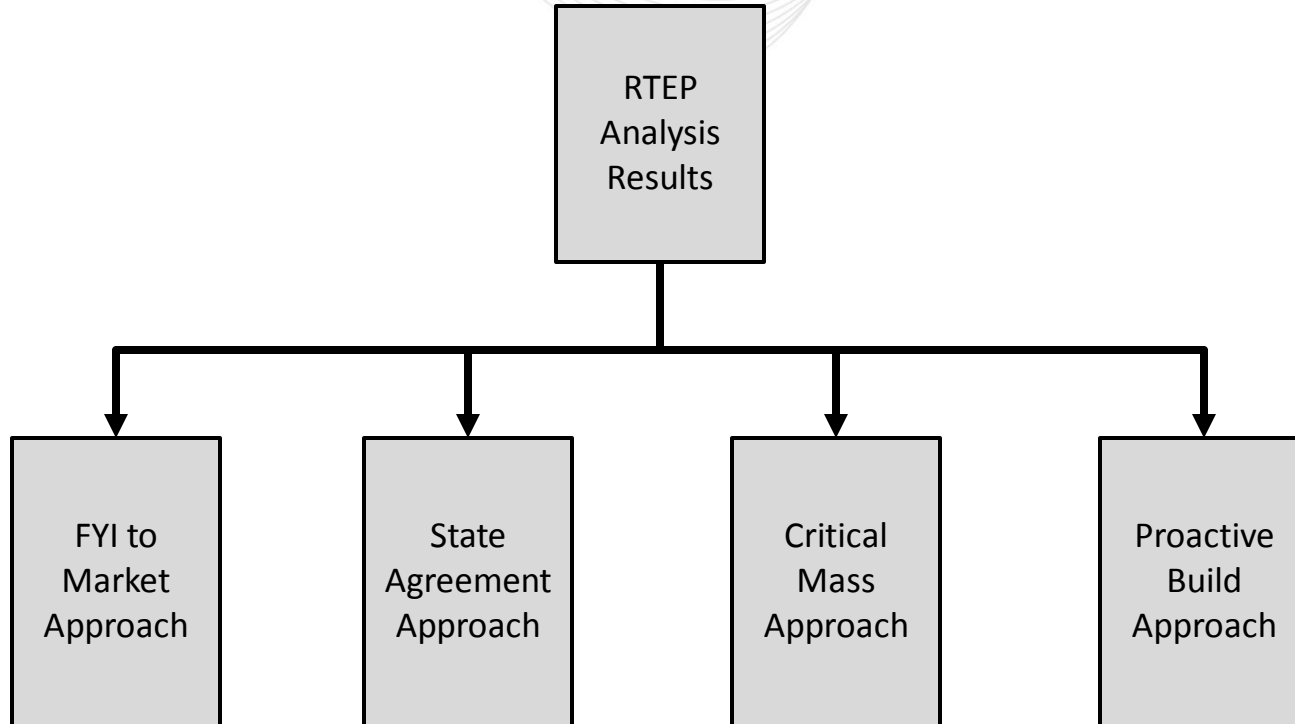 RTEP
Analysis
Results
FYI to
Market
Approach
State
Agreement
Approach
Critical
Mass
Approach
Proactive
Build
Approach